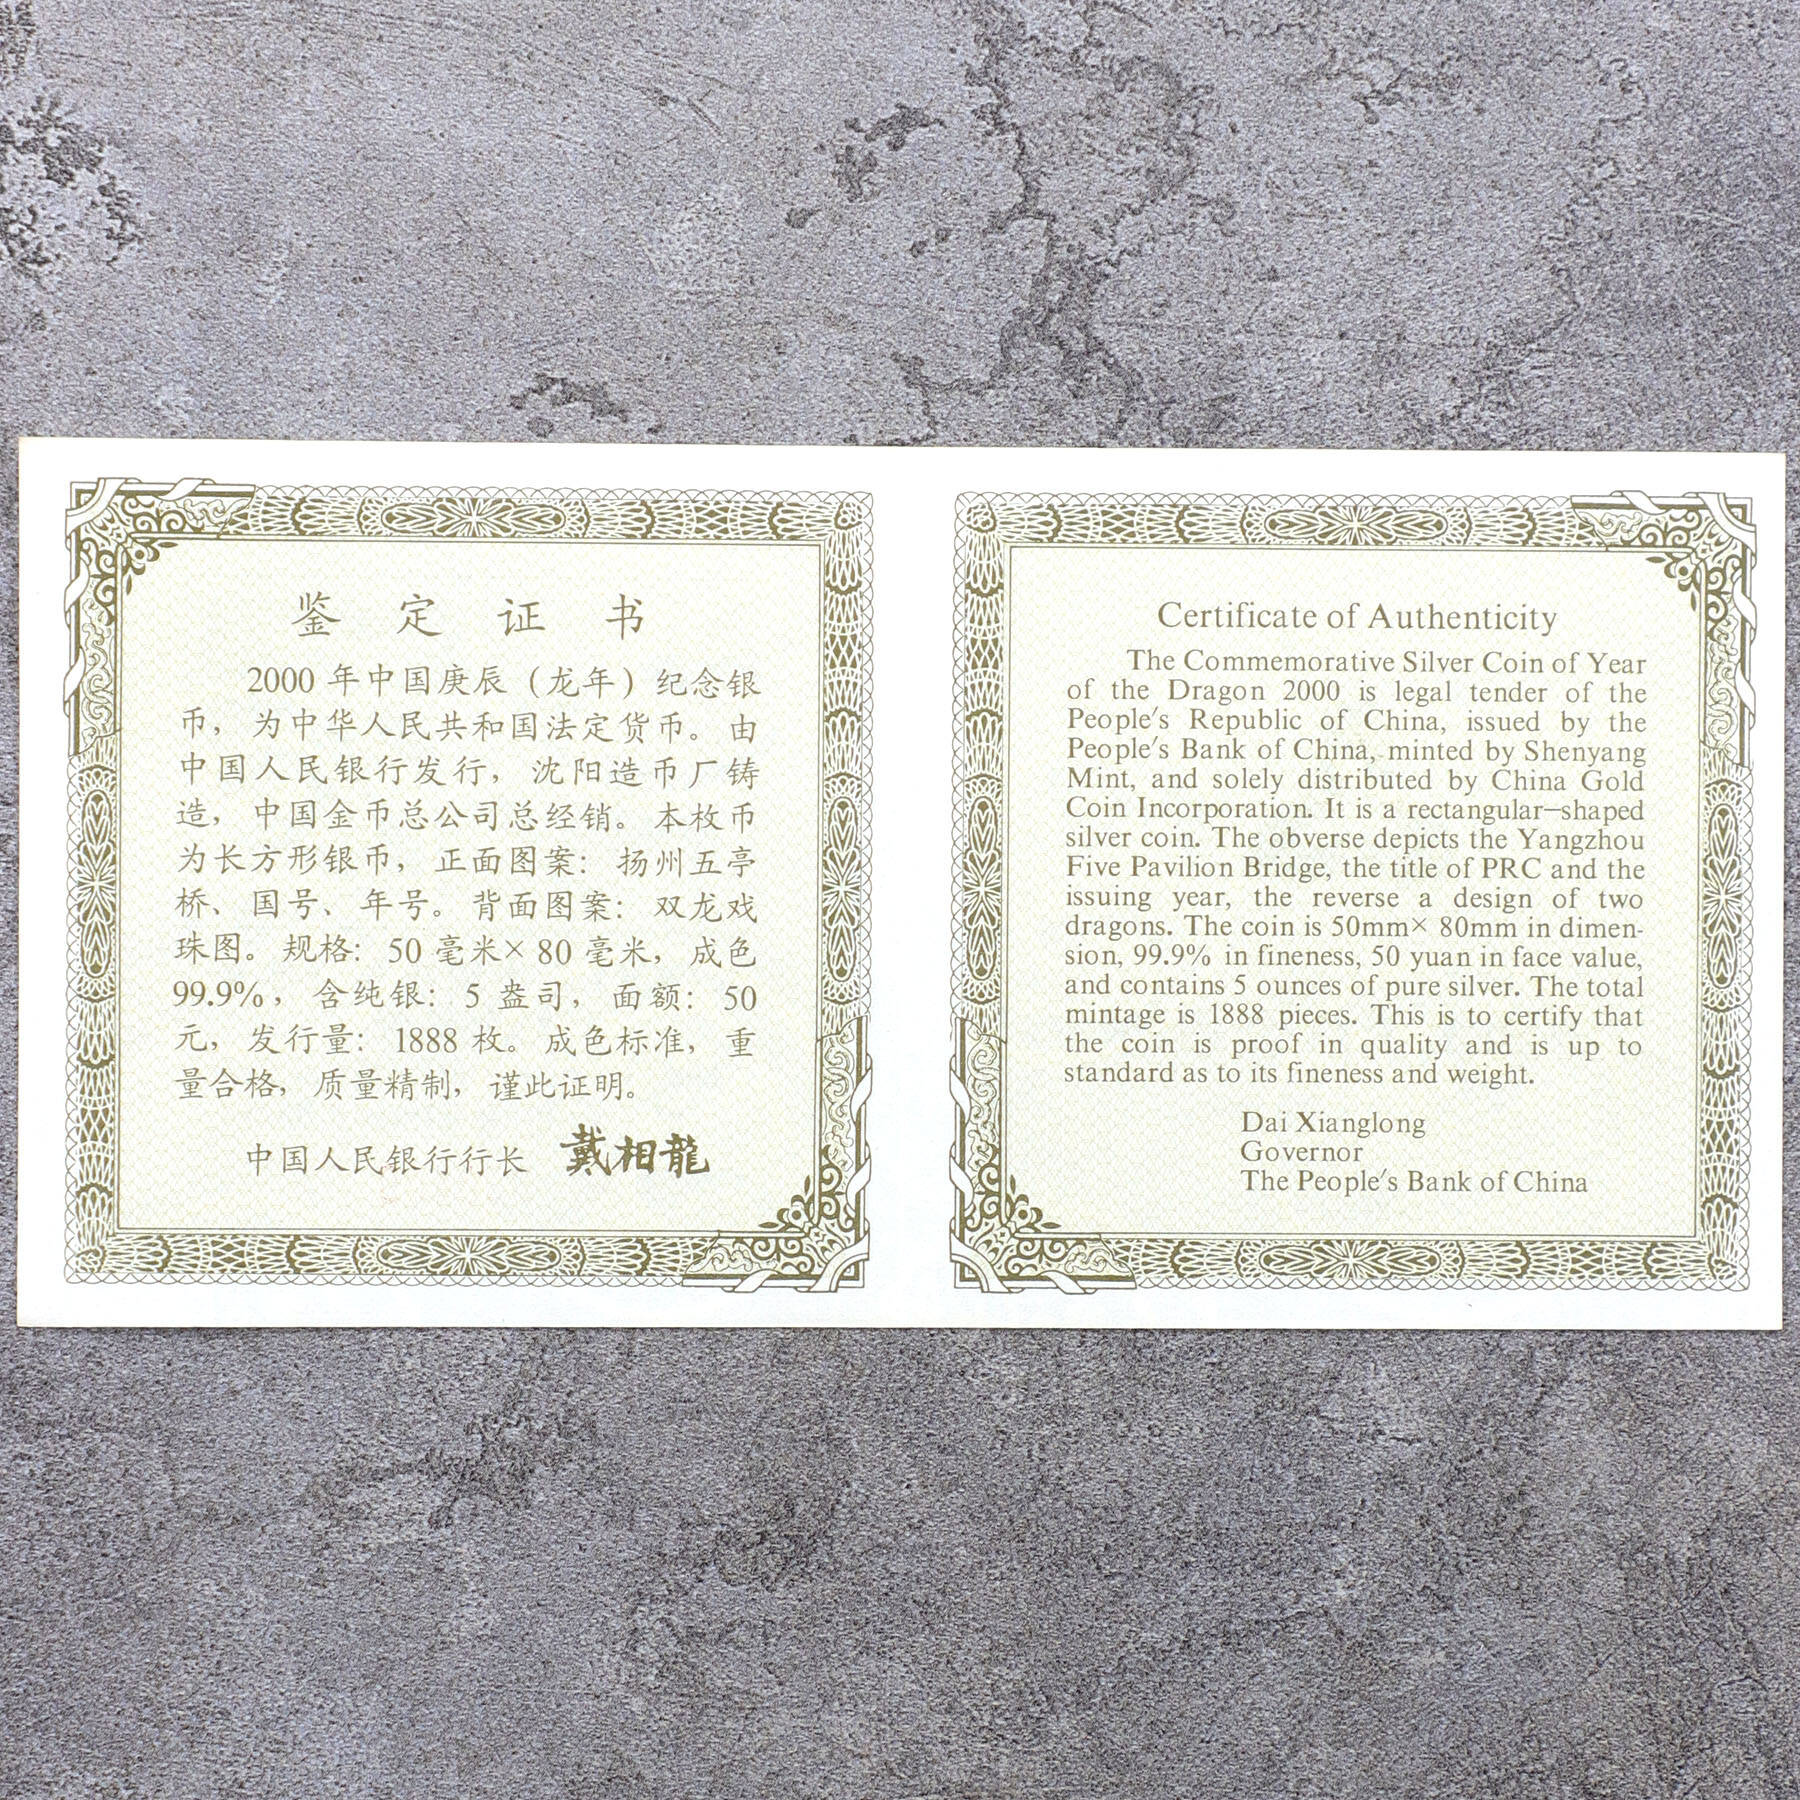 鉴定证书
2000年中国庚辰（龙年）纪念银
币，为中华人民共和国法定货币。由
中国人民银行发行，沈阳造币厂铸
造，中国金币总公司总经销。本枚币
为长方形银币，正面图案：扬州五亭
桥、国号、年号。背面图案：双龙戏
珠图。规格：50毫米×80毫米，成色
99.9%，含纯银：5盎司，面额：50
元，发行量：1888枚。成色标准，重
量合格，质量精制，谨此证明。
中国人民银行行长 戴相龍
Certificate of Authenticity
The Commemorative Silver Coin of Year
of the Dragon 2000 is legal tender of the
People's Republic of China, issued by the
People's Bank of China, minted by Shenyang
Mint, and solely distributed by China Gold
Coin Incorporation. It is a rectangular-shaped
silver coin. The obverse depicts the Yangzhou
Five Pavilion Bridge, the title of PRC and the
issuing year, the reverse a design of two
dragons. The coin is 50mm× 80mm in dimen-
sion, 99.9% in fineness, 50 yuan in face value,
and contains 5 ounces of pure silver. The total
mintage is 1888 pieces. This is to certify that
the coin is proof in quality and is up to
standard as to its fineness and weight.
Dai Xianglong
Governor
The People's Bank of China